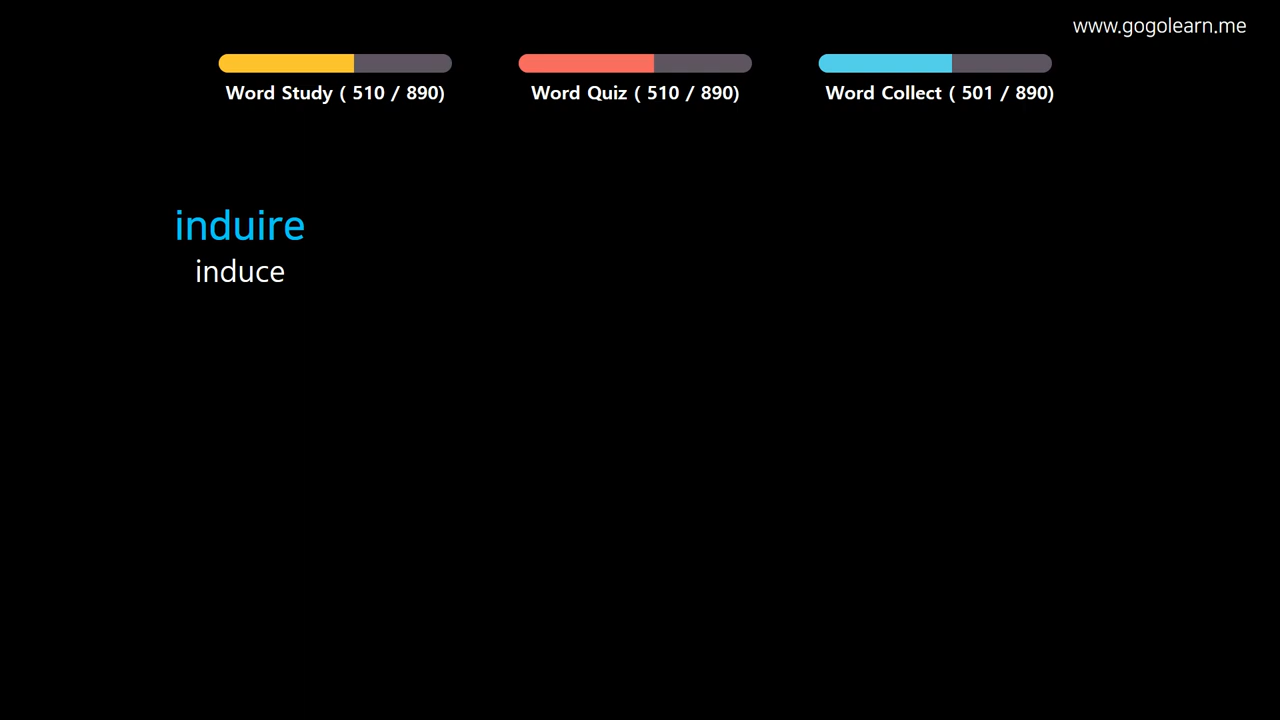 www.gogolearn.me
Word Study ( 510 / 890)
Word Quiz ( 510 / 890)
Word Collect ( 501 / 890)
induire
induce